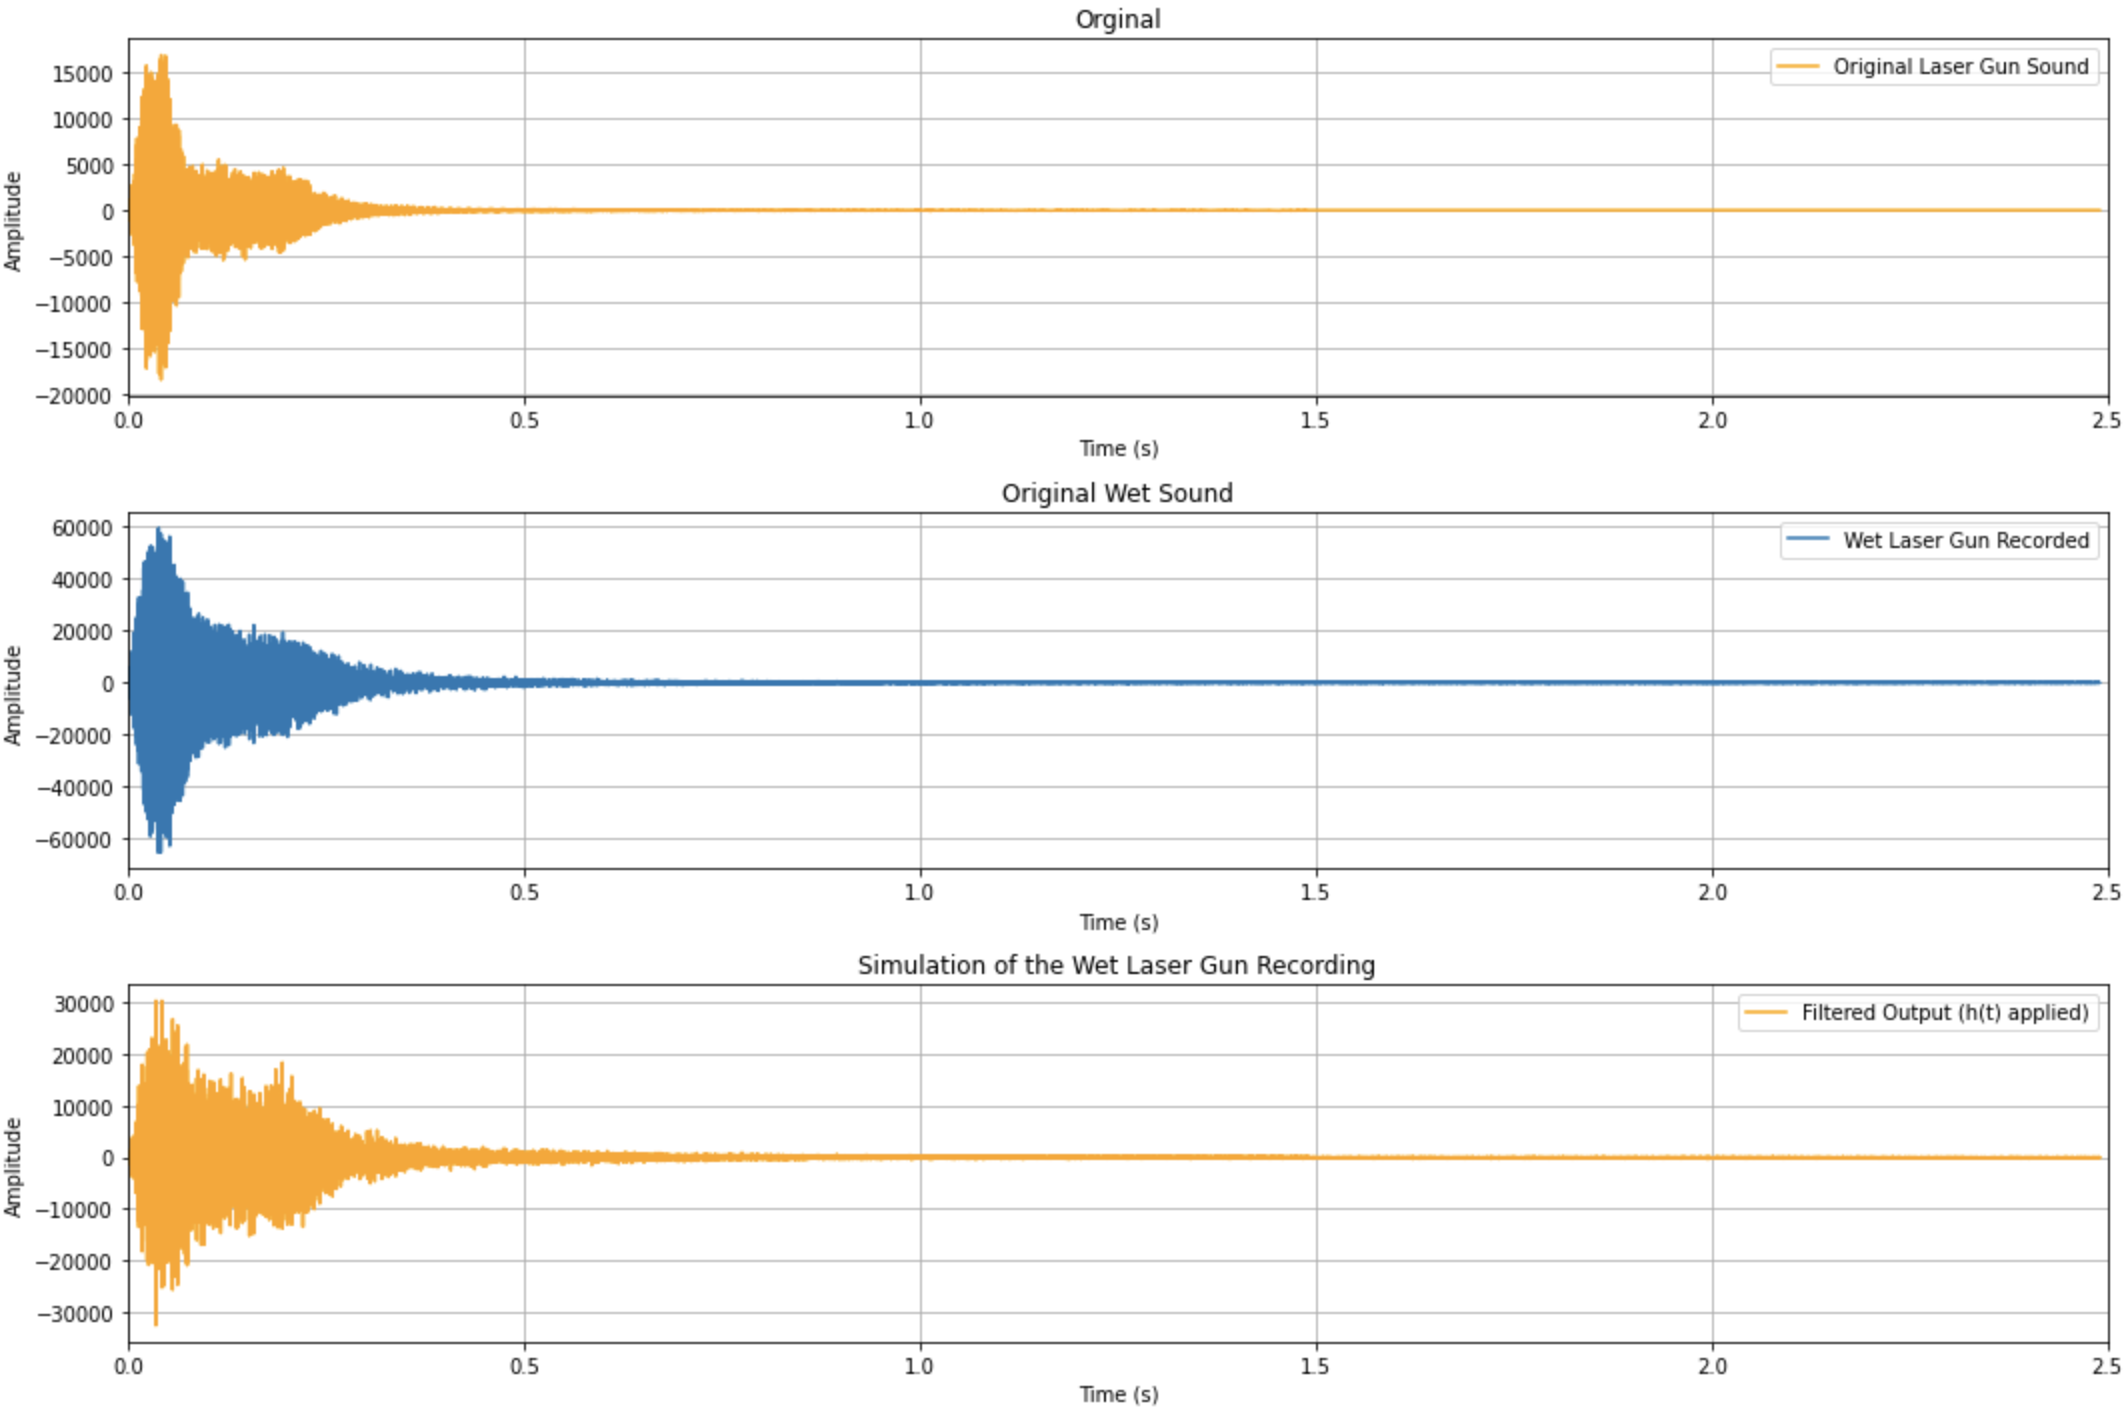 Orginal
Original Laser Gun Sound
15000
10000
5000
0
−5000
−10000
−15000
−20000
Amplitude
0.0 0.5 1.0 1.5 2.0 2.5
Time (s)
Original Wet Sound
Wet Laser Gun Recorded
60000
40000
20000
0
−20000
−40000
−60000
Amplitude
0.0 0.5 1.0 1.5 2.0 2.5
Time (s)
Simulation of the Wet Laser Gun Recording
Filtered Output (h(t) applied)
30000
20000
10000
0
−10000
−20000
−30000
Amplitude
0.0 0.5 1.0 1.5 2.0 2.5
Time (s)